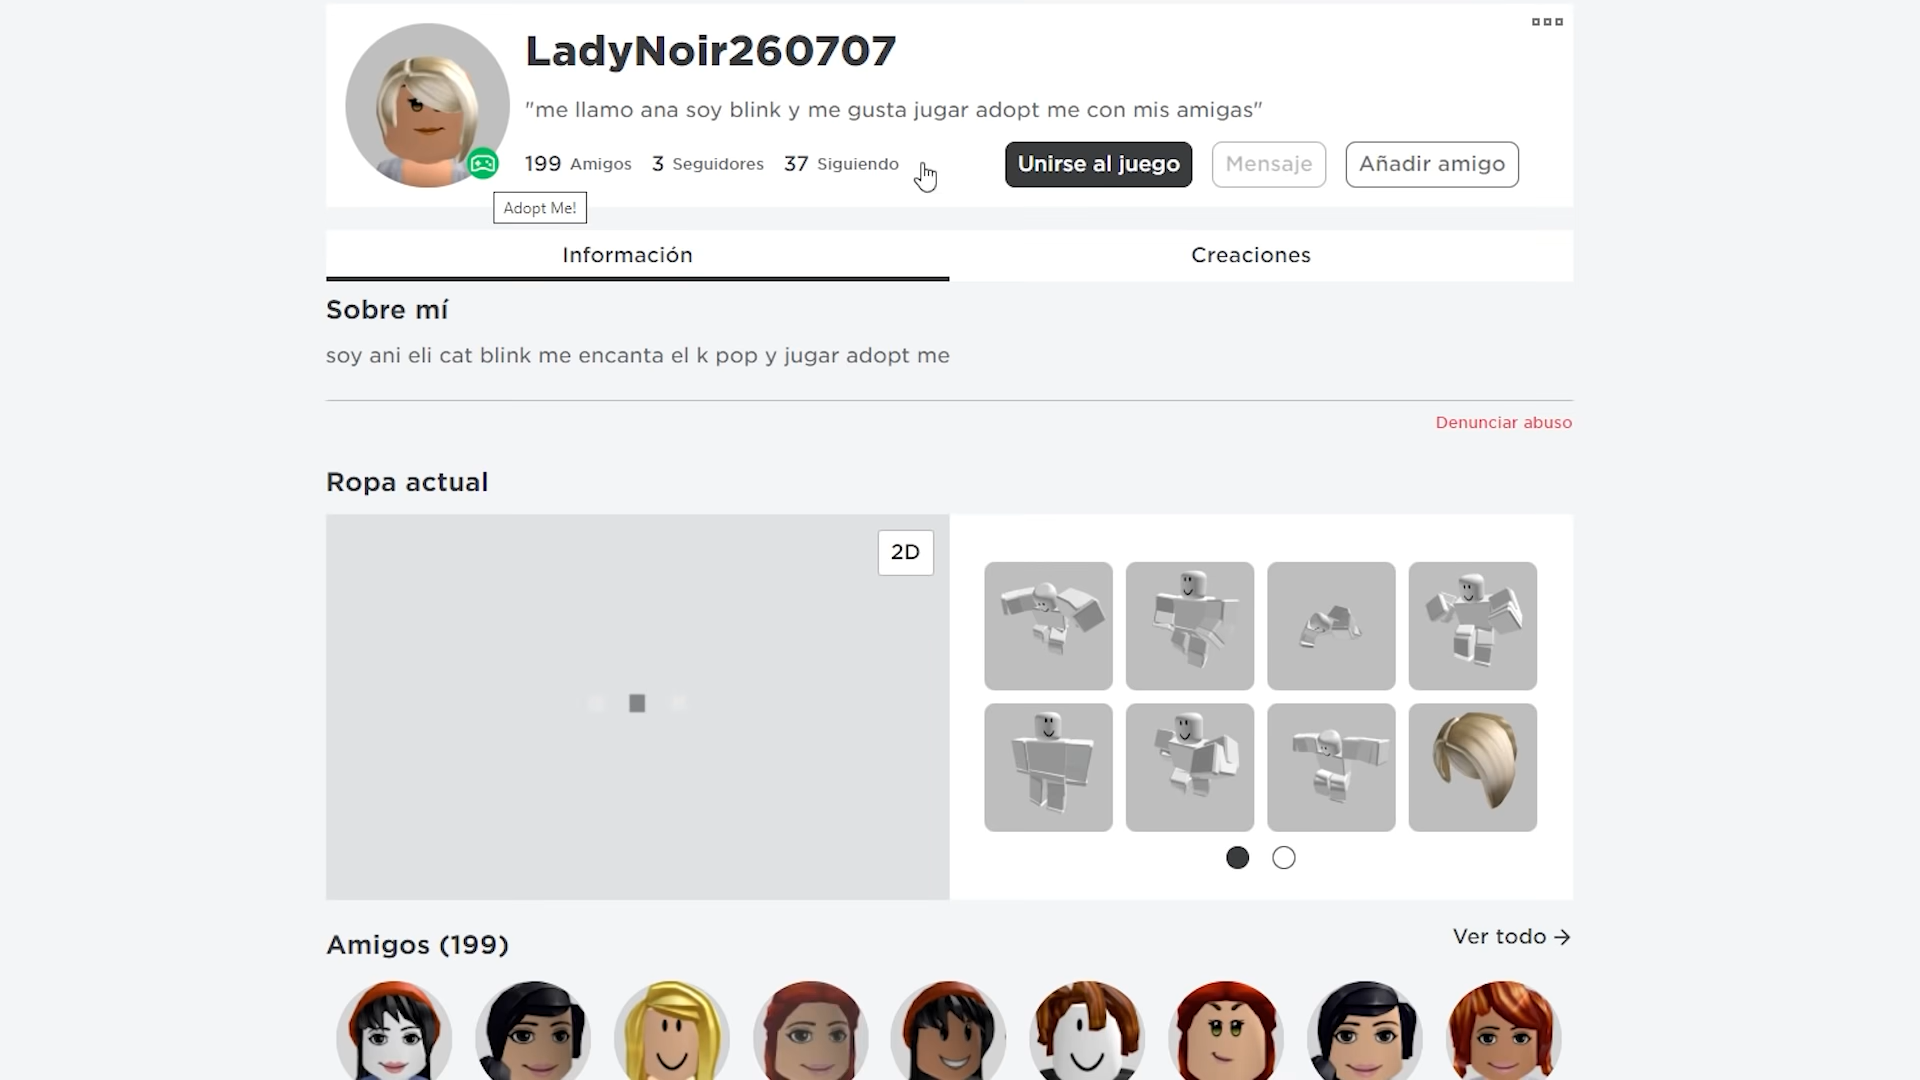 LadyNoir260707
"me llamo ana soy blink y me gusta jugar adopt me con mis amigas"
199 Amigos 3 Seguidores 37 Siguiendo
Unirse al juego
Mensaje
Añadir amigo
Adopt Me!
Información
Creaciones
Sobre mí
soy ani eli cat blink me encanta el k pop y jugar adopt me
Denunciar abuso
Ropa actual
2D
Amigos (199)
Ver todo →